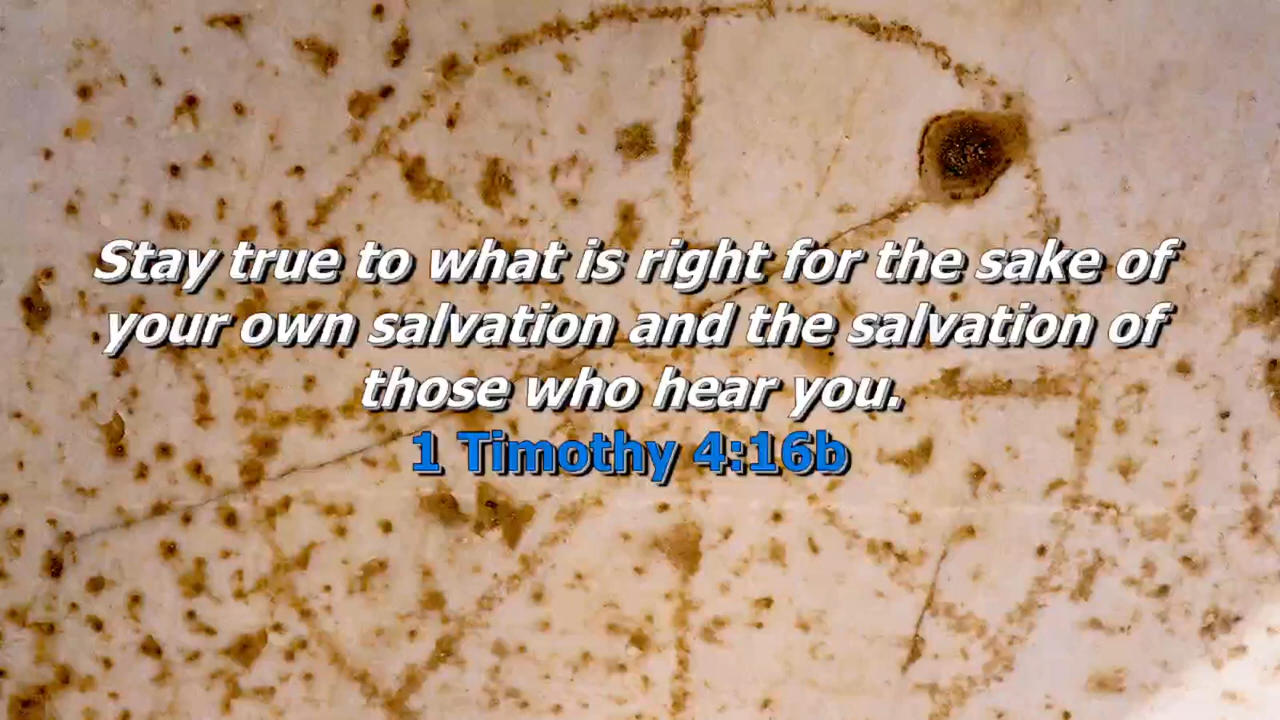 Stay true to what is right for the sake of
your own salvation and the salvation of
those who hear you.
1 Timothy 4:16b